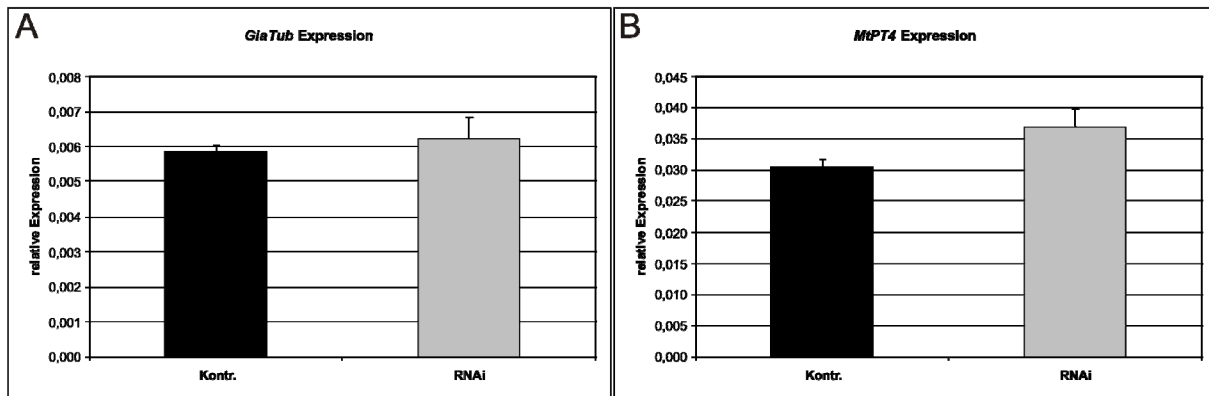 A
GiaTub Expression
relative Expression
0,008
0,007
0,006
0,005
0,004
0,003
0,002
0,001
0,000
Kontr. RNAi
B
MtPT4 Expression
relative Expression
0,045
0,040
0,035
0,030
0,025
0,020
0,015
0,010
0,005
0,000
Kontr. RNAi